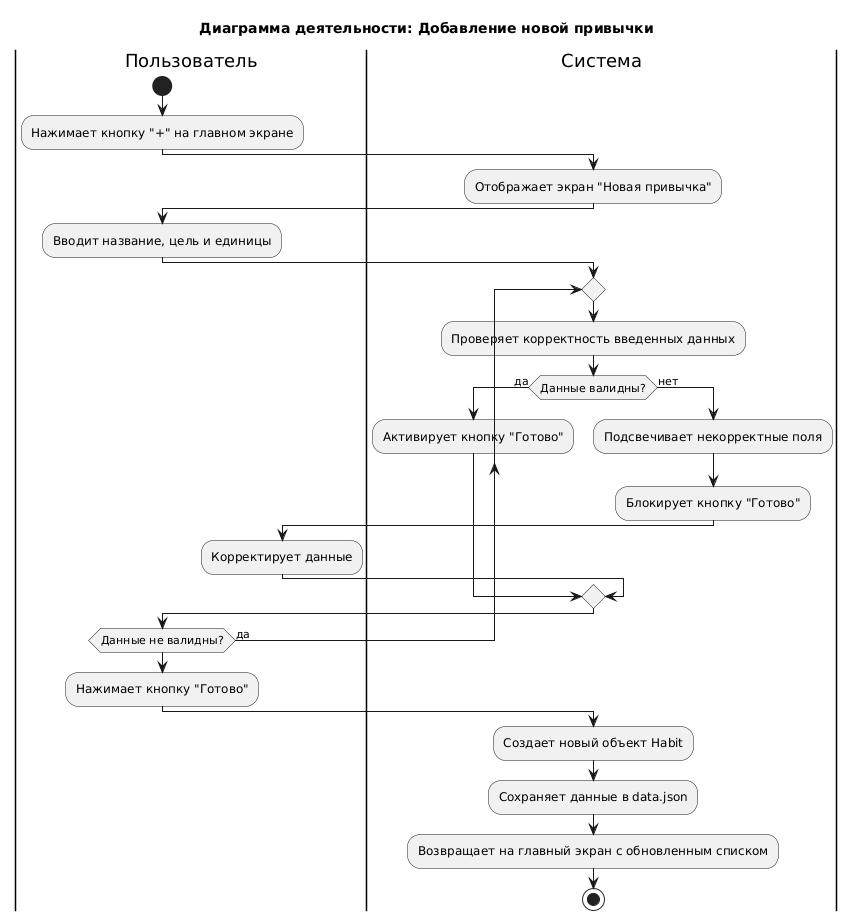 Диаграмма деятельности: Добавление новой привычки
Пользователь
Система
Нажимает кнопку "+" на главном экране
Отображает экран "Новая привычка"
Вводит название, цель и единицы
Проверяет корректность введенных данных
да
Данные валидны?
нет
Активирует кнопку "Готово"
Подсвечивает некорректные поля
Блокирует кнопку "Готово"
Корректирует данные
Данные не валидны?
да
Нажимает кнопку "Готово"
Создает новый объект Habit
Сохраняет данные в data.json
Возвращает на главный экран с обновленным списком